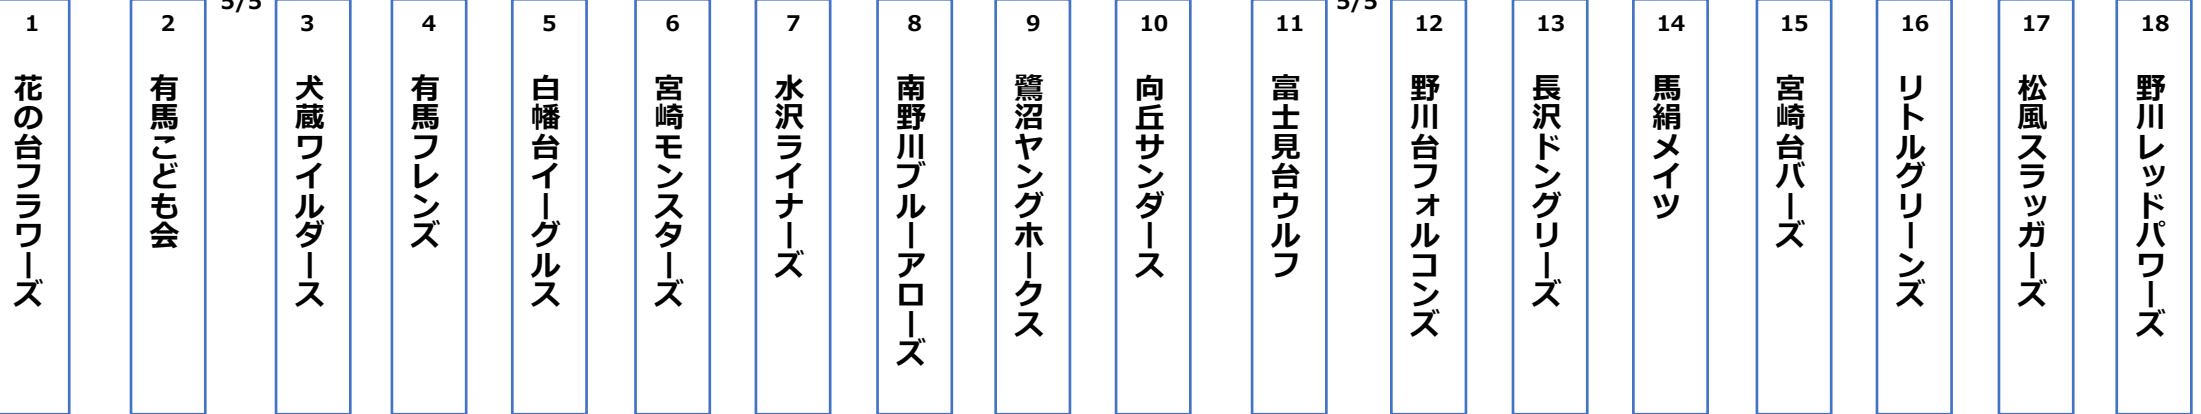 5/5
5/5
1
花の台フラワーズ
2
有馬こども会
3
犬蔵ワイルダース
4
有馬フレンズ
5
白幡台イーグルス
6
宮崎モンスターズ
7
水沢ライナーズ
8
南野川ブルーアローズ
9
鷺沼ヤングホークス
10
向丘サンダース
11
富士見台ウルフ
12
野川台フォルコンズ
13
長沢ドングリーズ
14
馬絹メイツ
15
宮崎台バーズ
16
リトルグリーンズ
17
松風スラッガーズ
18
野川レッドパワーズ